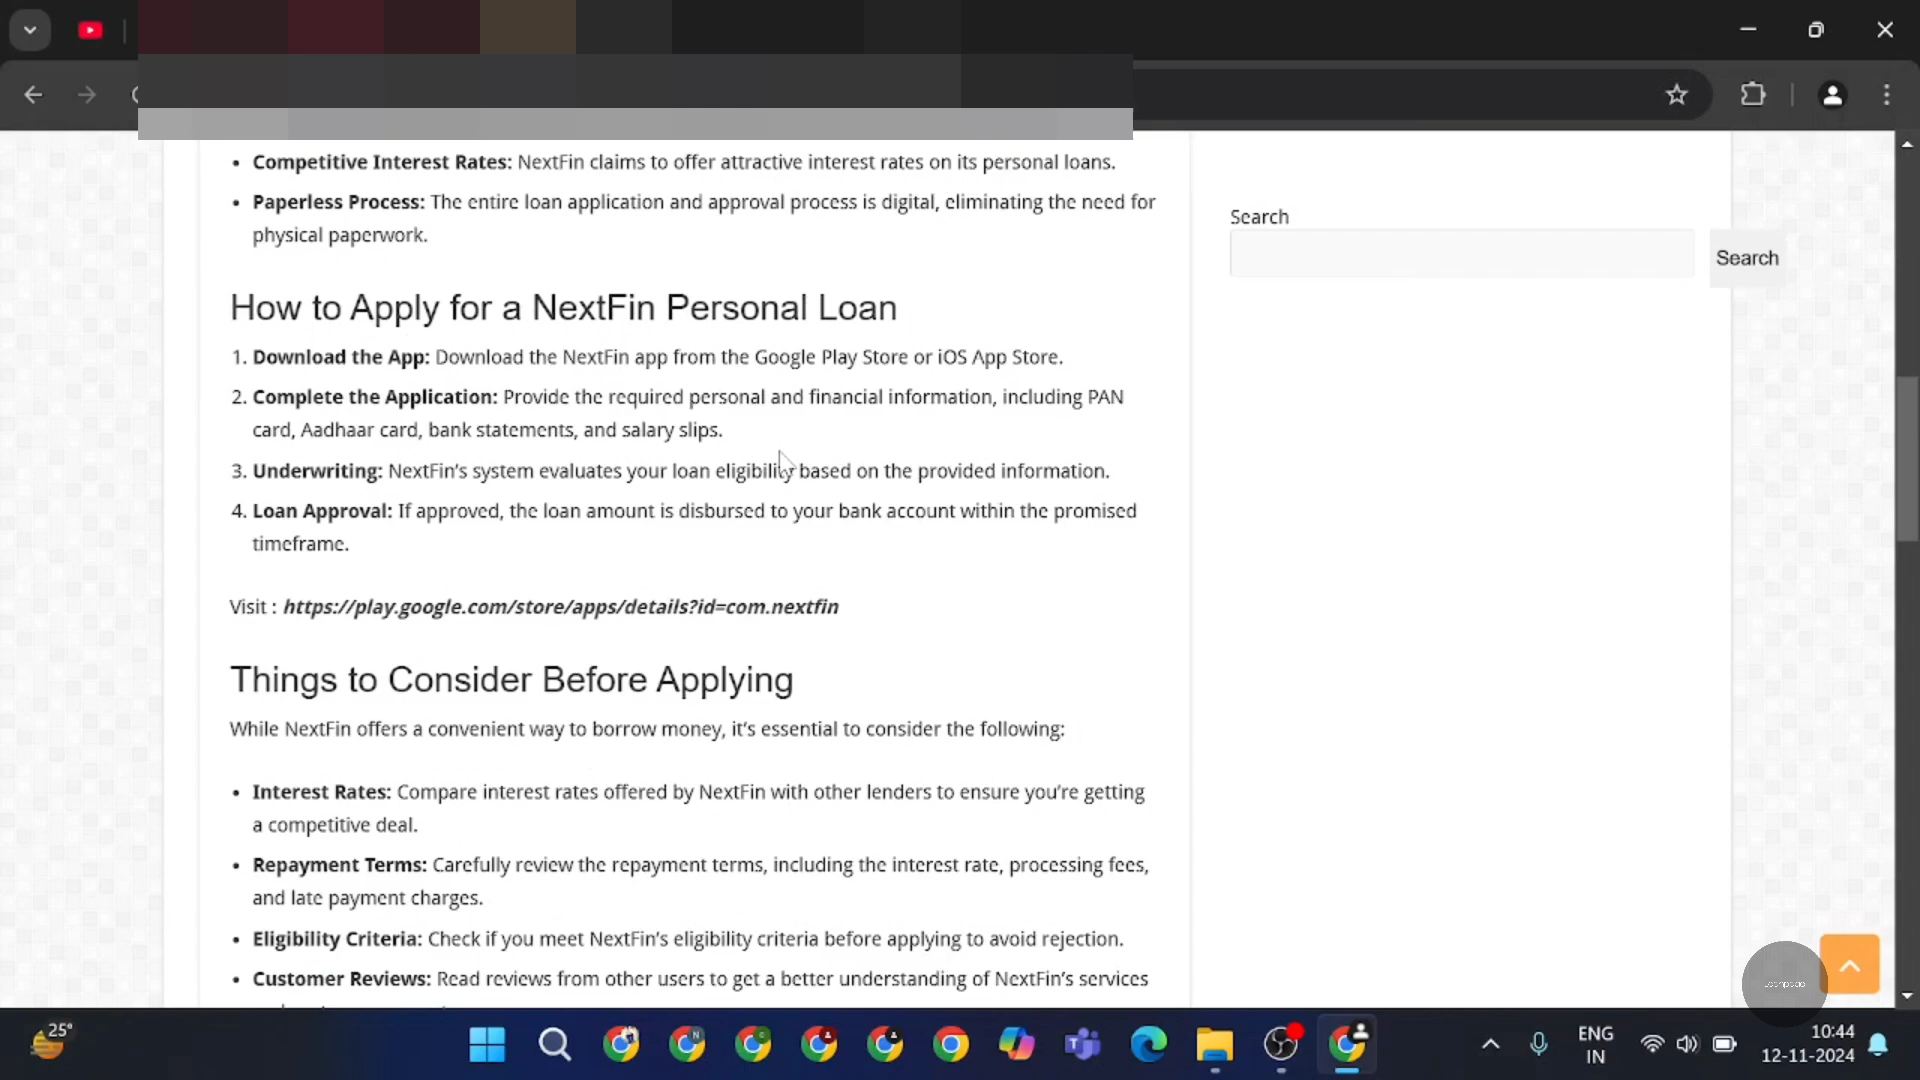 • Competitive Interest Rates: NextFin claims to offer attractive interest rates on its personal loans.
• Paperless Process: The entire loan application and approval process is digital, eliminating the need for
physical paperwork.
Search
Search
How to Apply for a NextFin Personal Loan
1. Download the App: Download the NextFin app from the Google Play Store or iOS App Store.
2. Complete the Application: Provide the required personal and financial information, including PAN
card, Aadhaar card, bank statements, and salary slips.
3. Underwriting: NextFin's system evaluates your loan eligibility based on the provided information.
4. Loan Approval: If approved, the loan amount is disbursed to your bank account within the promised
timeframe.
Visit : https://play.google.com/store/apps/details?id=com.nextfin
Things to Consider Before Applying
While NextFin offers a convenient way to borrow money, it's essential to consider the following:
• Interest Rates: Compare interest rates offered by NextFin with other lenders to ensure you're getting
a competitive deal.
• Repayment Terms: Carefully review the repayment terms, including the interest rate, processing fees,
and late payment charges.
• Eligibility Criteria: Check if you meet NextFin's eligibility criteria before applying to avoid rejection.
• Customer Reviews: Read reviews from other users to get a better understanding of NextFin's services
25°
ENG
IN
10:44
12-11-2024